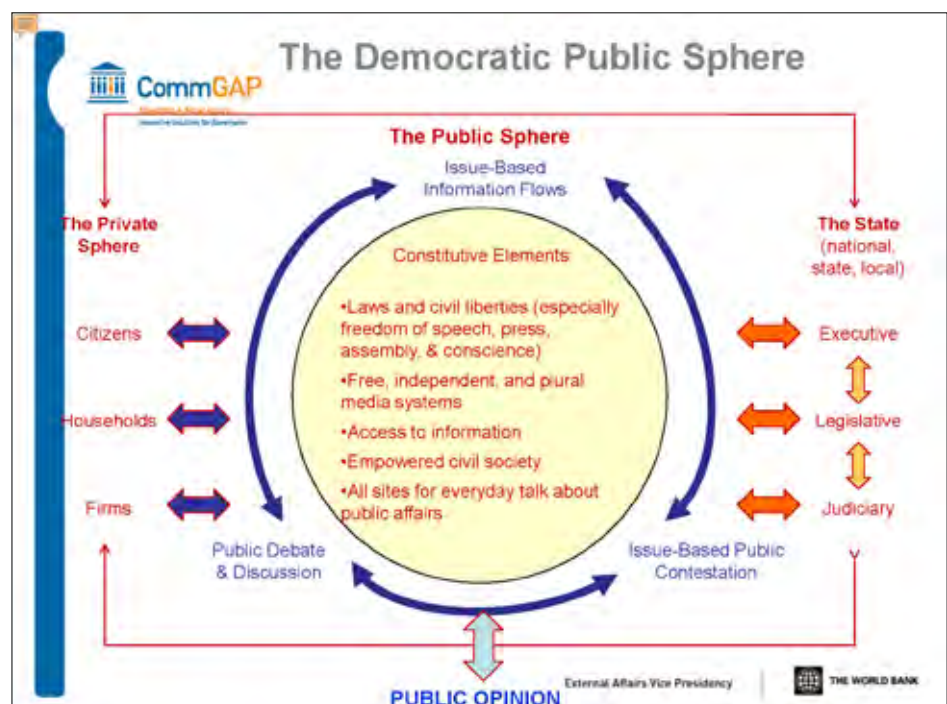 The Democratic Public Sphere
CommGAP
The Public Sphere
Issue-Based
Information Flows
The Private
Sphere
The State
(national,
state, local)
Constitutive Elements
•Laws and civil liberties (especially
freedom of speech, press,
assembly, & conscience)
•Free, independent, and plural
media systems
•Access to information
•Empowered civil society
•All sites for everyday talk about
public affairs
Citizens
Households
Firms
Executive
Legislative
Judiciary
Public Debate
& Discussion
Issue-Based Public
Contestation
PUBLIC OPINION
External Affairs Vice Presidency
THE WORLD BANK